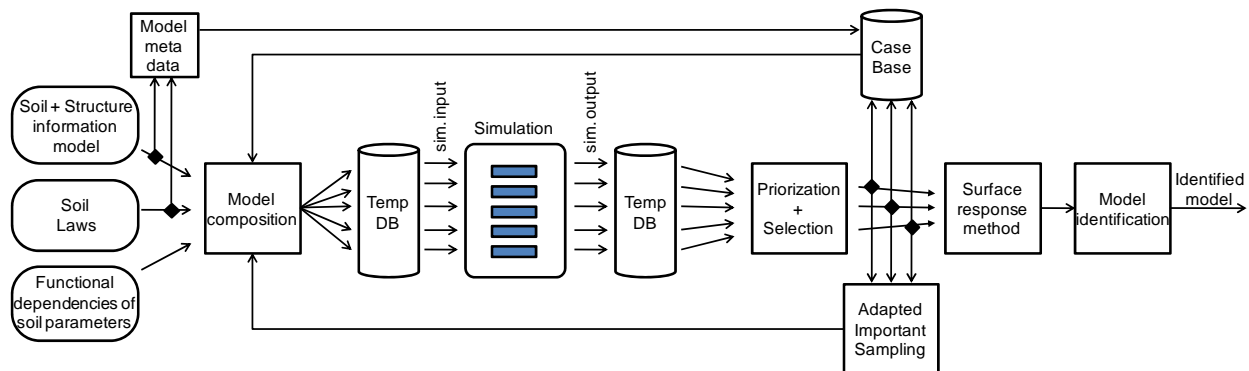 Model
meta
data
Case
Base
Soil + Structure
information
model
sim. input
Simulation
sim. output
Soil
Laws
Model
composition
Temp
DB
Temp
DB
Priorization
+
Selection
Surface
response
method
Model
identification
Identified
model
Functional
dependencies of
soil parameters
Adapted
Important
Sampling